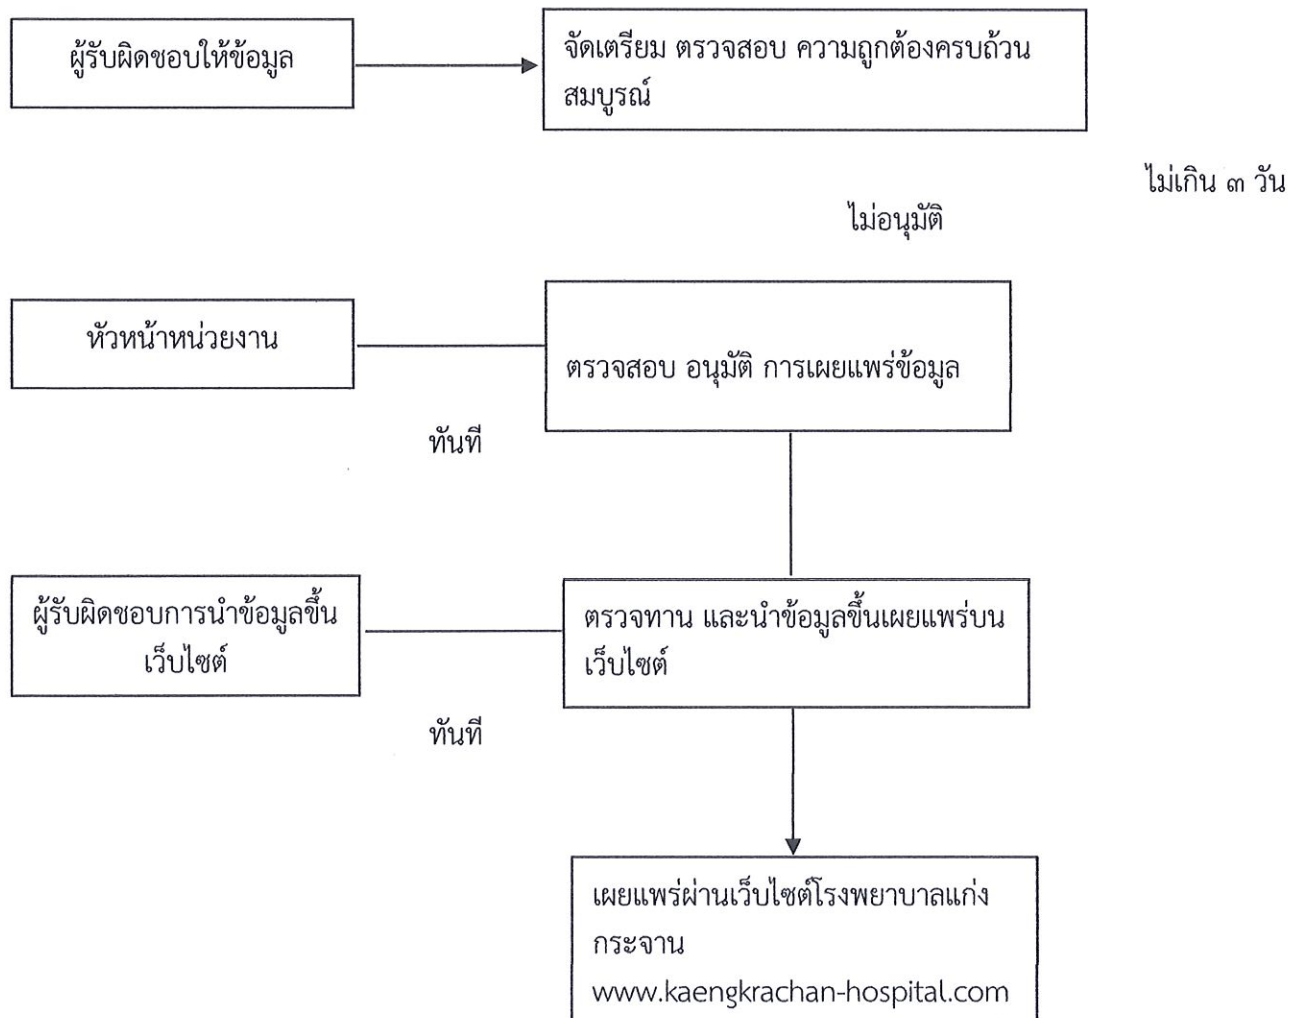 ผู้รับผิดชอบให้ข้อมูล
จัดเตรียม ตรวจสอบ ความถูกต้องครบถ้วน
สมบูรณ์
ไม่เกิน ๓ วัน
ไม่อนุมัติ
หัวหน้าหน่วยงาน
ตรวจสอบ อนุมัติ การเผยแพร่ข้อมูล
ทันที
ผู้รับผิดชอบการนำข้อมูลขึ้น
เว็บไซต์
ตรวจทาน และนำข้อมูลขึ้นเผยแพร่บน
เว็บไซต์
ทันที
เผยแพร่ผ่านเว็บไซต์โรงพยาบาลแก่ง
กระจาน
www.kaengkrachan-hospital.com